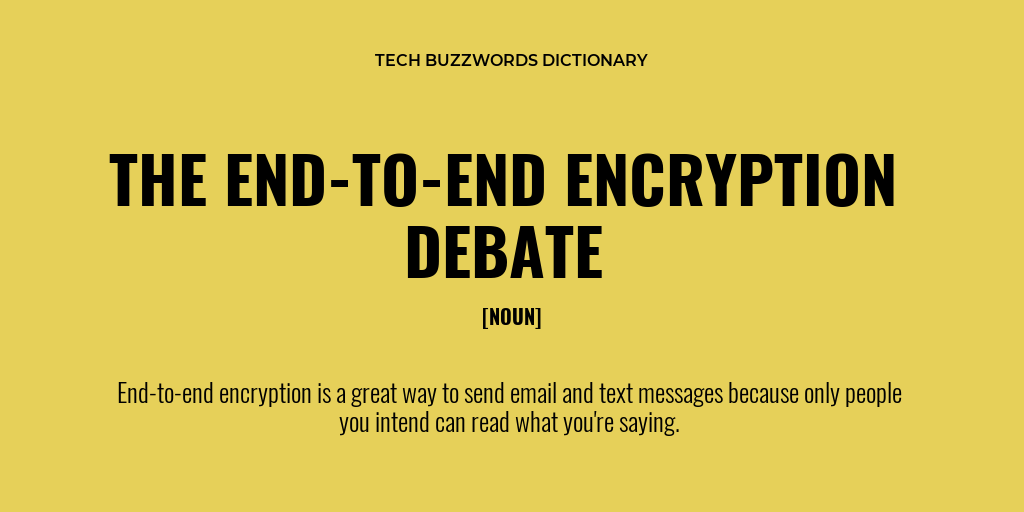 TECH BUZZWORDS DICTIONARY
THE END-TO-END ENCRYPTION
DEBATE
[NOUN]
End-to-end encryption is a great way to send email and text messages because only people
you intend can read what you're saying.